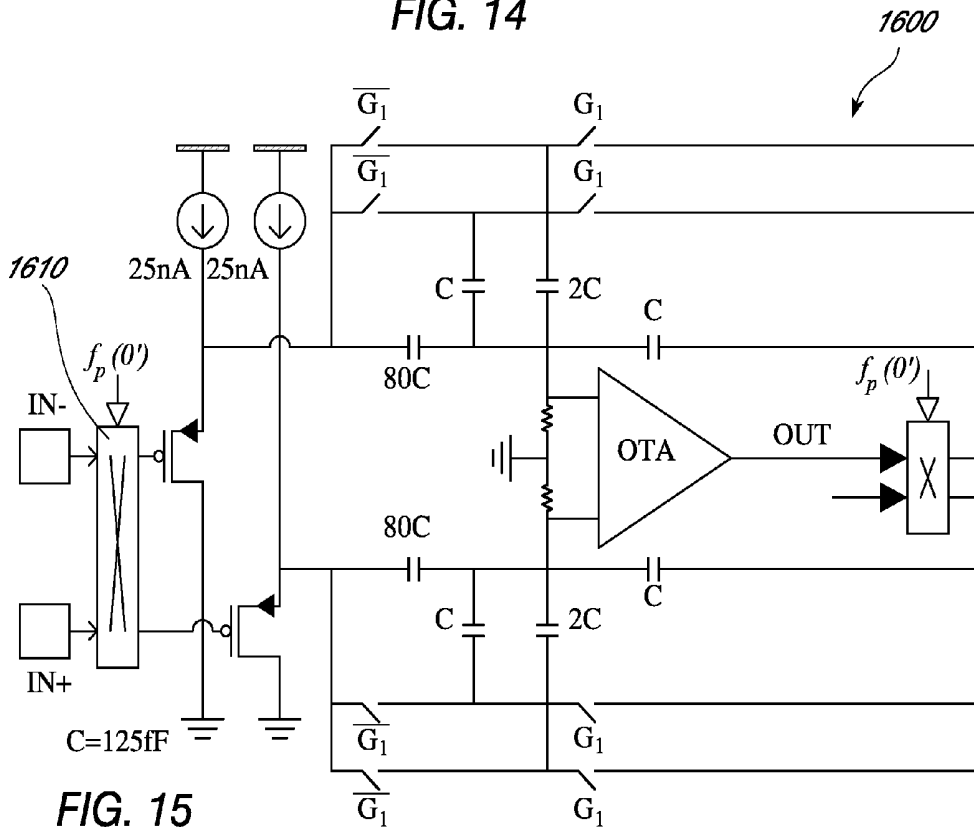 FIG. 14
1600
G̅₁ G₁
G̅₁ G₁
25nA 25nA
1610
C 2C C
80C
fₚ(0')
IN-
fₚ(0')
OTA
OUT
80C
C 2C C
IN+
C=125fF
G̅₁ G₁
G̅₁ G₁
FIG. 15